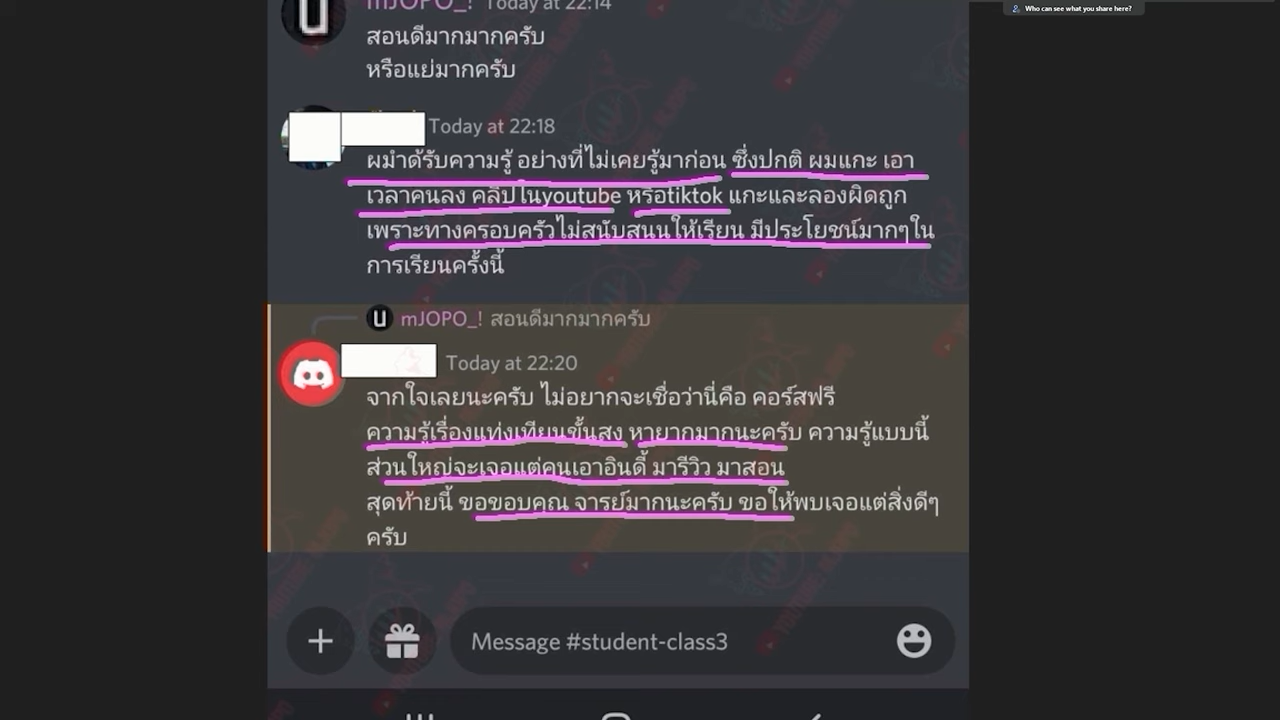 Who can see what you share here?
mJOPO_! Today at 22:14
สอนดีมากมากครับ
หรือแย่มากครับ
Today at 22:18
ผมำด้รับความรู้ อย่างที่ไม่เคยรู้มาก่อน ซึ่งปกติ ผมแกะ เอา
เวลาคนลง คลิปในyoutube หรือtiktok แกะและลองผิดถูก
เพราะทางครอบครัวไม่สนับสนนให้เรียน มีประโยชน์มากๆใน
การเรียนครั้งนี้
mJOPO_! สอนดีมากมากครับ
Today at 22:20
จากใจเลยนะครับ ไม่อยากจะเชื่อว่านี่คือ คอร์สฟรี
ความรู้เรื่องแท่งเทียนขั้นสูง หายากมากนะครับ ความรู้แบบนี้
ส่วนใหญ่จะเจอแต่คนเอาอินดี้ มารีวิว มาสอน
สุดท้ายนี้ ขอขอบคุณ จารย์มากนะครับ ขอให้พบเจอแต่สิ่งดีๆ
ครับ
Message #student-class3